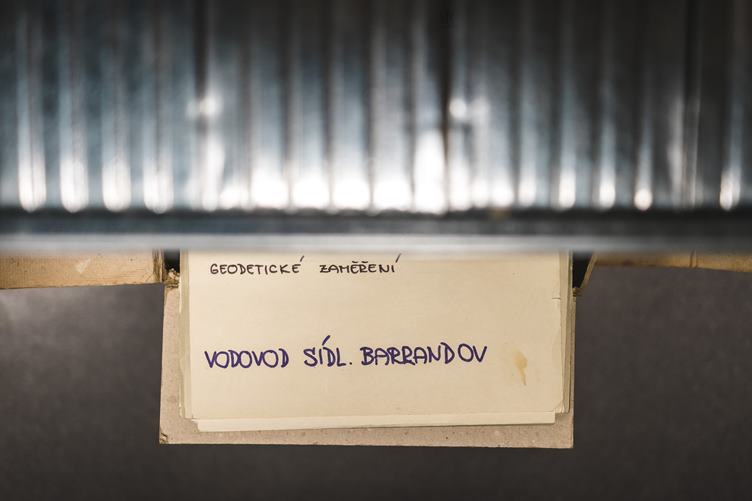 GEODETICKÉ ZAMĚŘENÍ
VODOVOD SÍDL. BARRANDOV